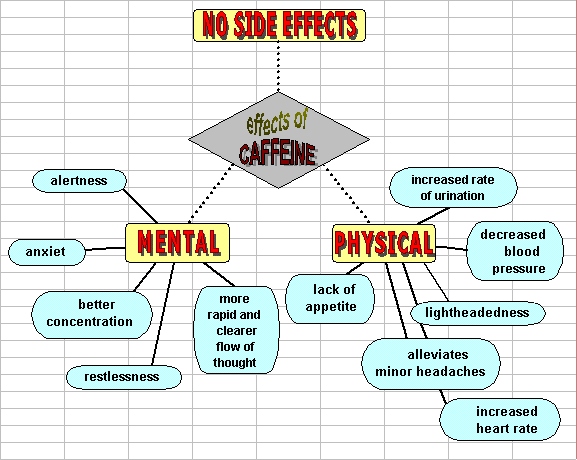 NO SIDE EFFECTS
effects of
CAFFEINE
MENTAL
alertness
anxiet
better
concentration
restlessness
more
rapid and
clearer
flow of
thought
PHYSICAL
increased rate
of urination
decreased
blood
pressure
lack of
appetite
lightheadedness
alleviates
minor headaches
increased
heart rate